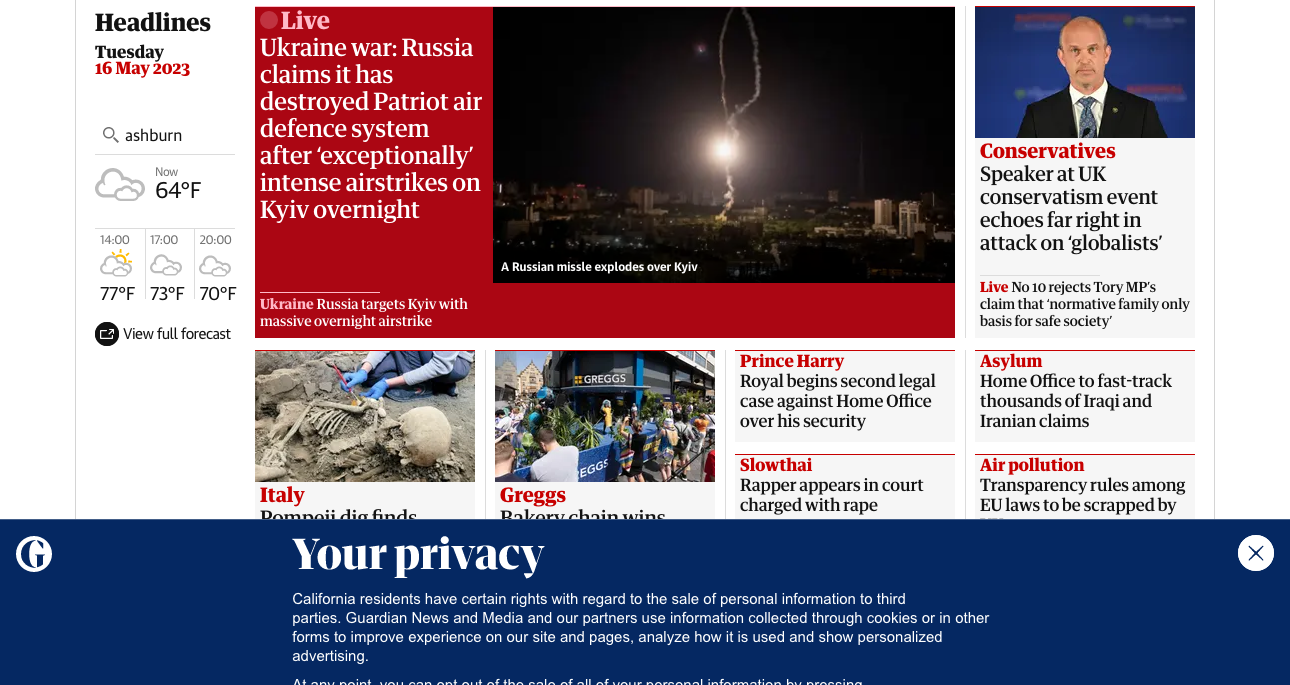 Headlines
Tuesday
16 May 2023
ashburn
Now
64°F
14:00
17:00
20:00
77°F
73°F
70°F
View full forecast
Live
Ukraine war: Russia
claims it has
destroyed Patriot air
defence system
after ‘exceptionally’
intense airstrikes on
Kyiv overnight
A Russian missle explodes over Kyiv
Ukraine Russia targets Kyiv with
massive overnight airstrike
Conservatives
Speaker at UK
conservatism event
echoes far right in
attack on ‘globalists’
Live No 10 rejects Tory MP’s
claim that ‘normative family only
basis for safe society’
Italy
Pompeii dig finds
GREGGS
GREGGS
Greggs
Bakery chain wins
Prince Harry
Royal begins second legal
case against Home Office
over his security
Slowthai
Rapper appears in court
charged with rape
Asylum
Home Office to fast-track
thousands of Iraqi and
Iranian claims
Air pollution
Transparency rules among
EU laws to be scrapped by
G
Your privacy
California residents have certain rights with regard to the sale of personal information to third
parties. Guardian News and Media and our partners use information collected through cookies or in other
forms to improve experience on our site and pages, analyze how it is used and show personalized
advertising.
At any point, you can opt out of the sale of all of your personal information by pressing